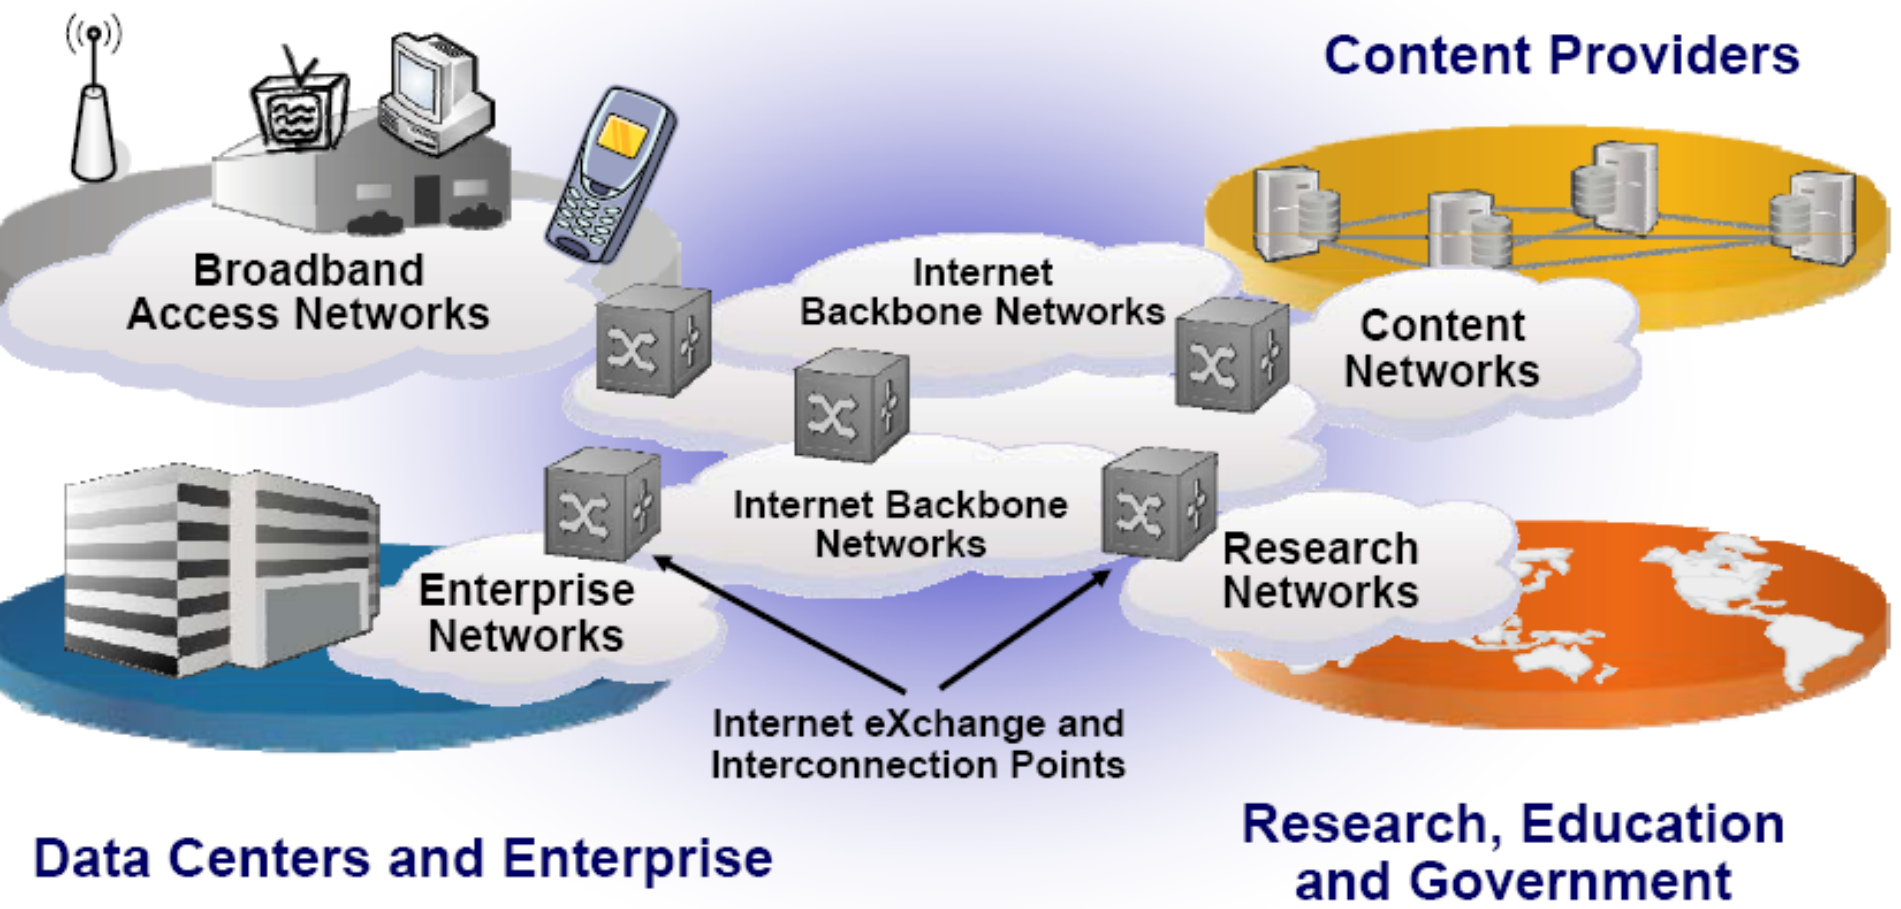 Content Providers
Broadband
Access Networks
Internet
Backbone Networks
Content
Networks
Internet Backbone
Networks
Enterprise
Networks
Research
Networks
Internet eXchange and
Interconnection Points
Data Centers and Enterprise
Research, Education
and Government